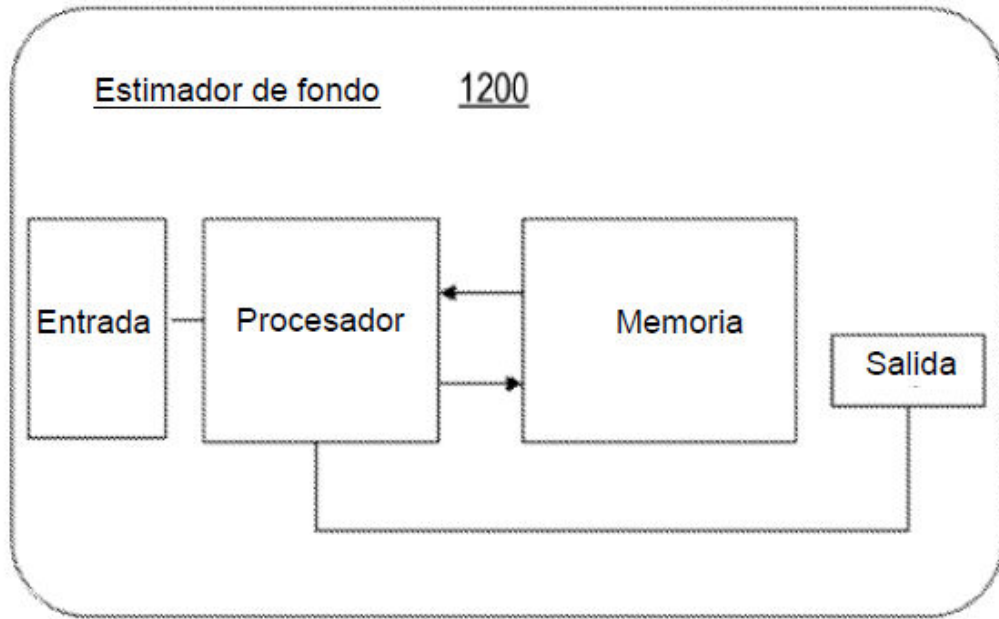 Estimador de fondo 1200
Entrada
Procesador
Memoria
Salida